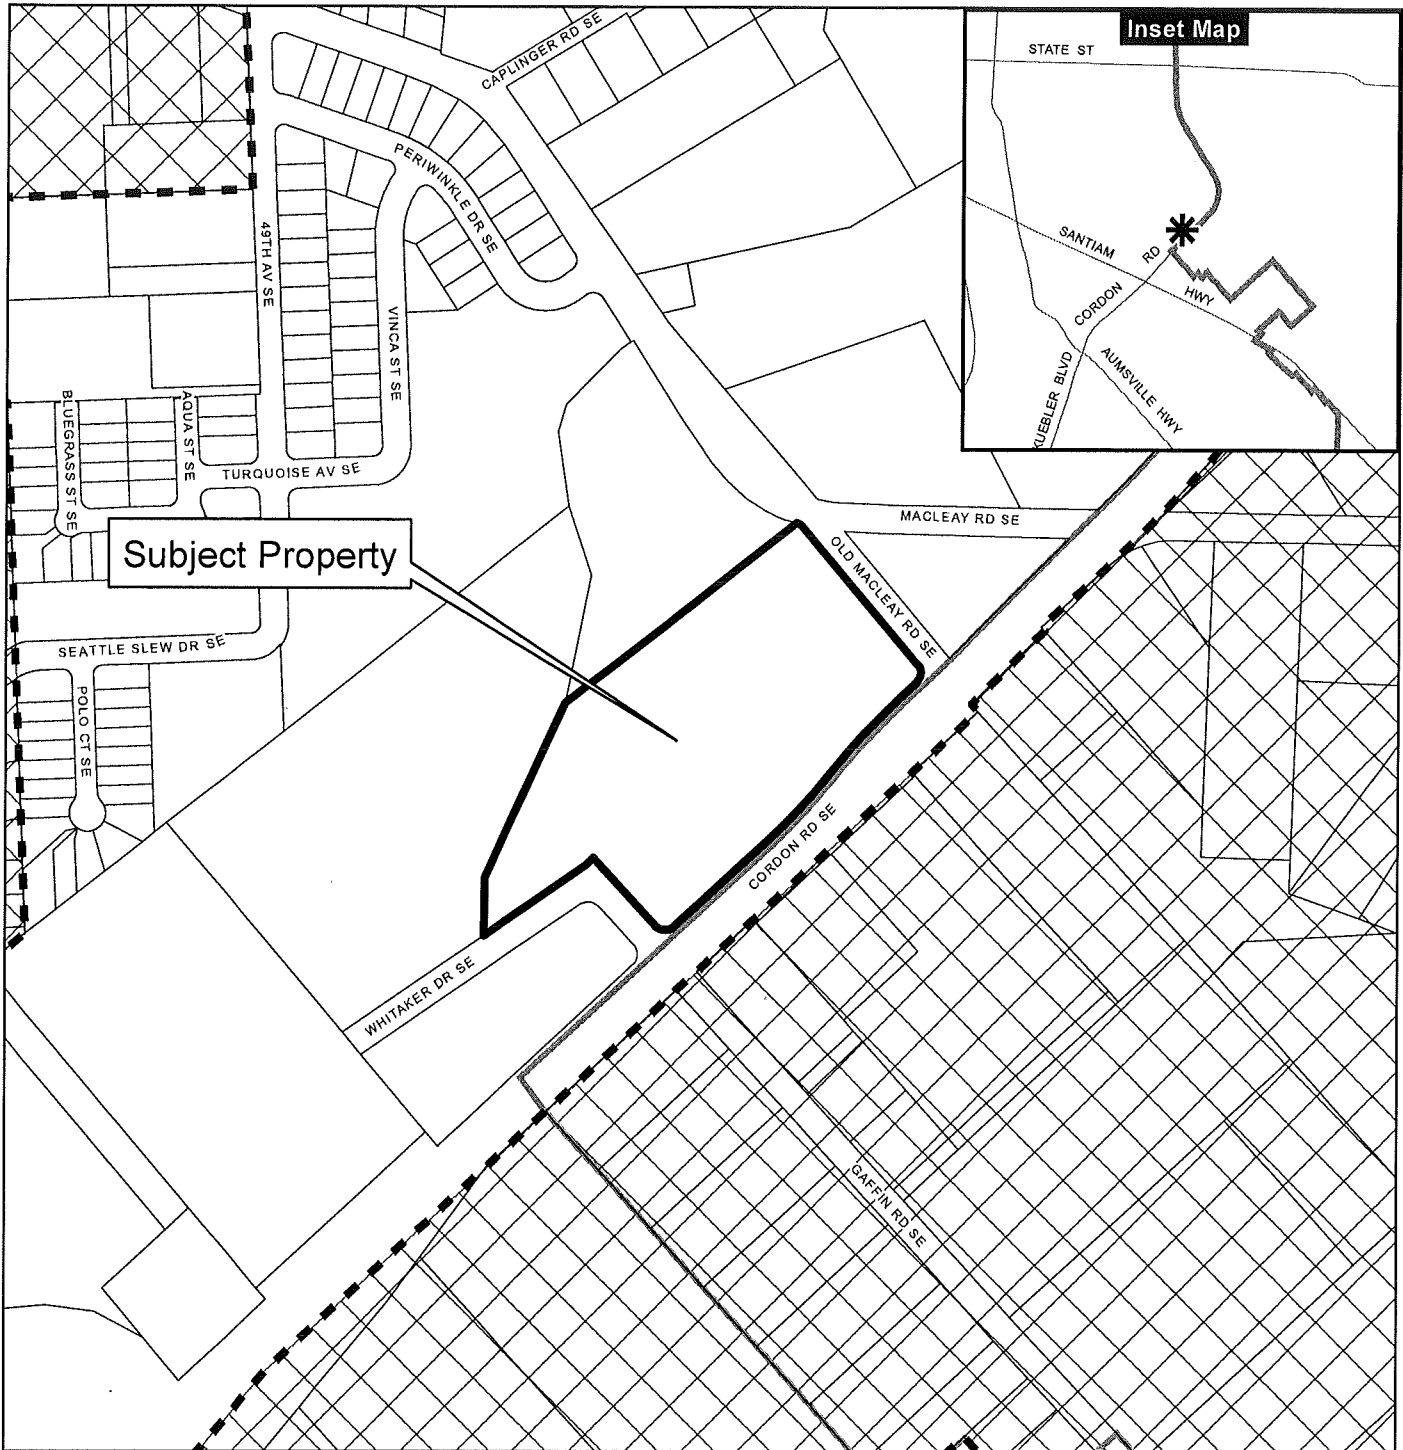 Inset Map
STATE ST
SANTIAM
HWY
CORDON
RD
KUEBLER BLVD
AUMSVILLE HWY
CAPLINGER RD SE
PERIWINKLE DR SE
49TH AV SE
VINCA ST SE
BLUEGRASS ST SE
AQUA ST SE
TURQUOISE AV SE
MACLEAY RD SE
OLD MACLEAY RD SE
Subject Property
SEATTLE SLEW DR SE
POLO CT SE
CORDON RD SE
WHITAKER DR SE
GAFFIN RD SE